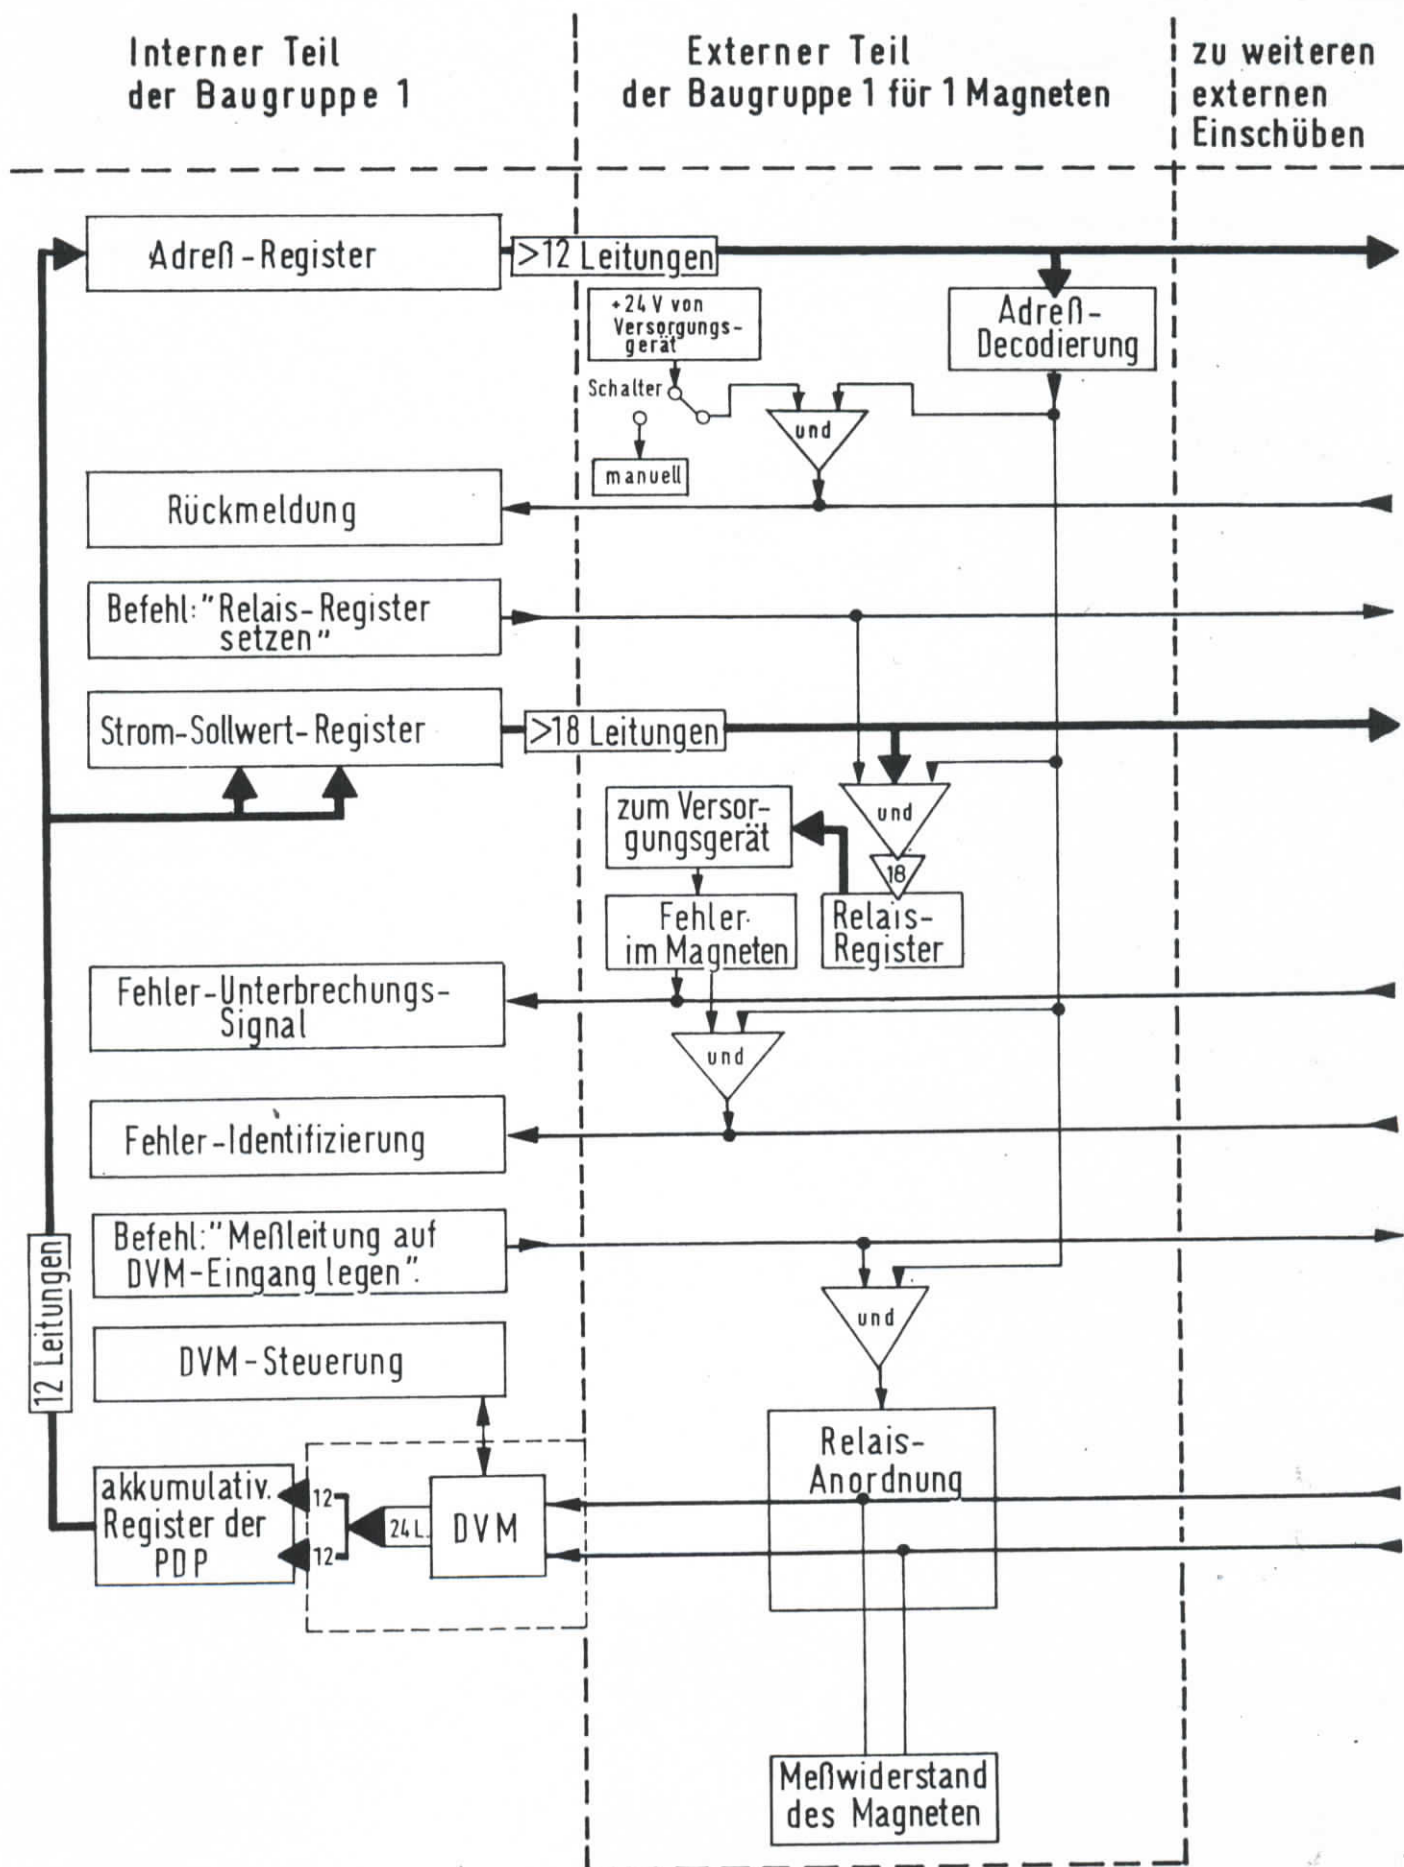 Interner Teil
der Baugruppe 1
Externer Teil
der Baugruppe 1 für 1 Magneten
zu weiteren
externen
Einschüben
Adreß-Register
>12 Leitungen
+24V von
Versorgungs-
gerät
Adreß-
Decodierung
Schalter
und
manuell
Rückmeldung
Befehl:"Relais-Register
setzen"
Strom-Sollwert-Register
>18 Leitungen
und
zum Versor-
gungsgerät
18
Fehler
im Magneten
Relais-
Register
Fehler-Unterbrechungs-
Signal
und
Fehler-Identifizierung
Befehl:"Meßleitung auf
DVM-Eingang legen".
12 Leitungen
und
DVM-Steuerung
Relais-
Anordnung
akkumulativ.
Register der
PDP
12
12
24 L.
DVM
Meßwiderstand
des Magneten